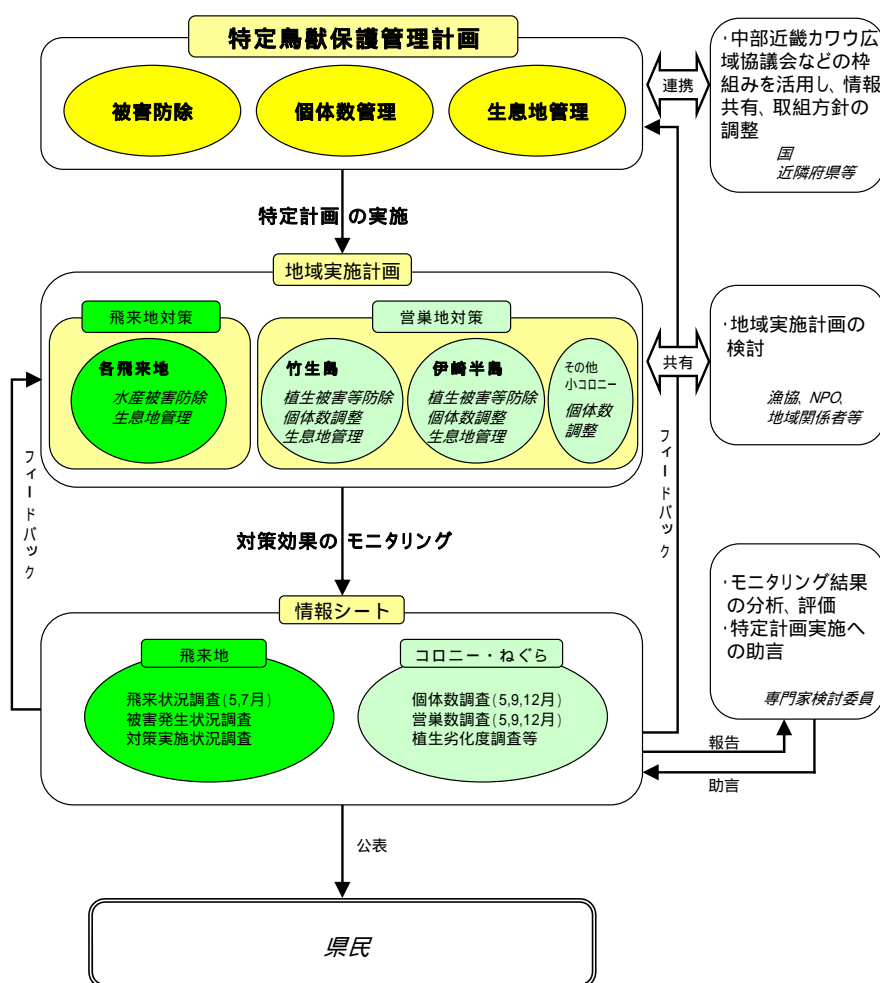 特定鳥獣保護管理計画
被害防除
個体数管理
生息地管理
連携
･中部近畿カワウ広
域協議会などの枠
組みを活用し、情報
共有、取組方針の
調整
国
近隣府県等
特定計画 の実施
地域実施計画
飛来地対策
各飛来地
水産被害防除
生息地管理
営巣地対策
竹生島
植生被害等防除
個体数調整
生息地管理
伊崎半島
植生被害等防除
個体数調整
生息地管理
その他
小コロニー
個体数
調整
共有
･地域実施計画の
検討
漁協、NPO、
地域関係者等
フィードバック
フィードバック
対策効果の モニタリング
情報シート
飛来地
飛来状況調査(5,7月)
被害発生状況調査
対策実施状況調査
コロニー・ねぐら
個体数調査(5,9,12月)
営巣数調査(5,9,12月)
植生劣化度調査等
･モニタリング結果
の分析、評価
･特定計画実施へ
の助言
専門家検討委員
報告
助言
公表
県民